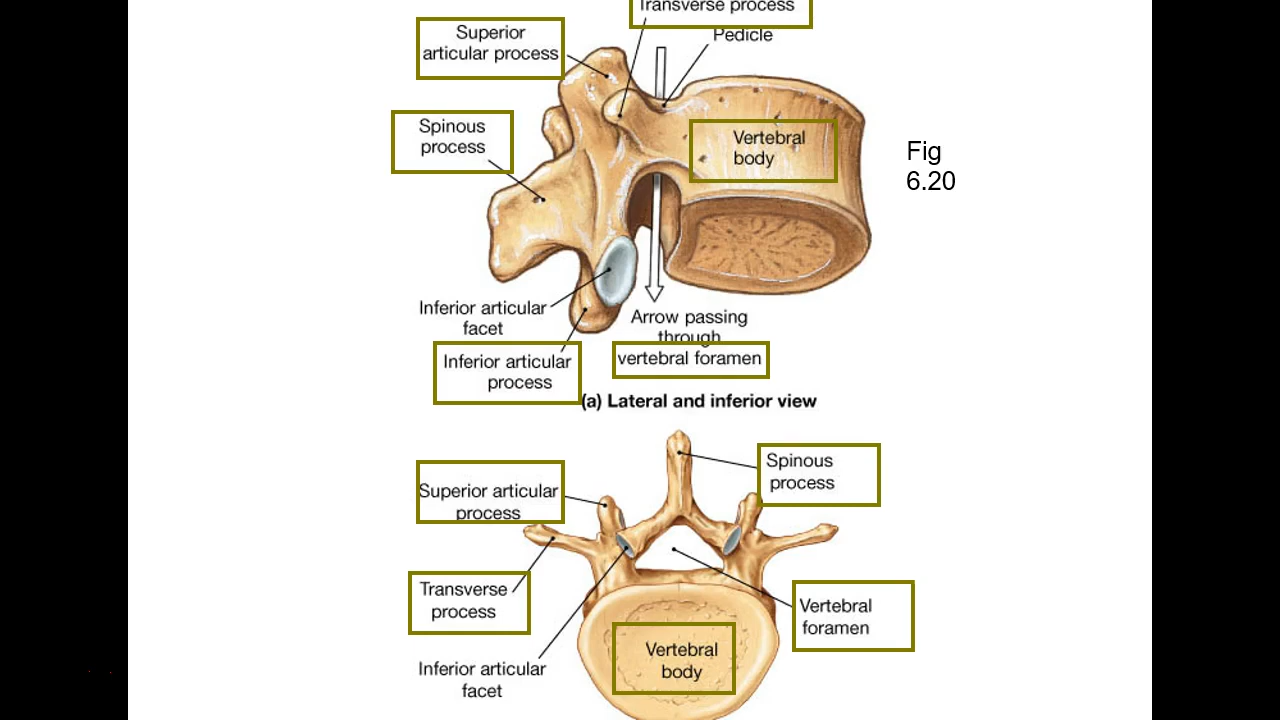 Transverse process
Superior
articular process
Pedicle
Spinous
process
Vertebral
body
Fig
6.20
Inferior articular
facet
Arrow passing
through
vertebral foramen
Inferior articular
process
(a) Lateral and inferior view
Spinous
process
Superior articular
process
Transverse
process
Vertebral
foramen
Vertebral
body
Inferior articular
facet